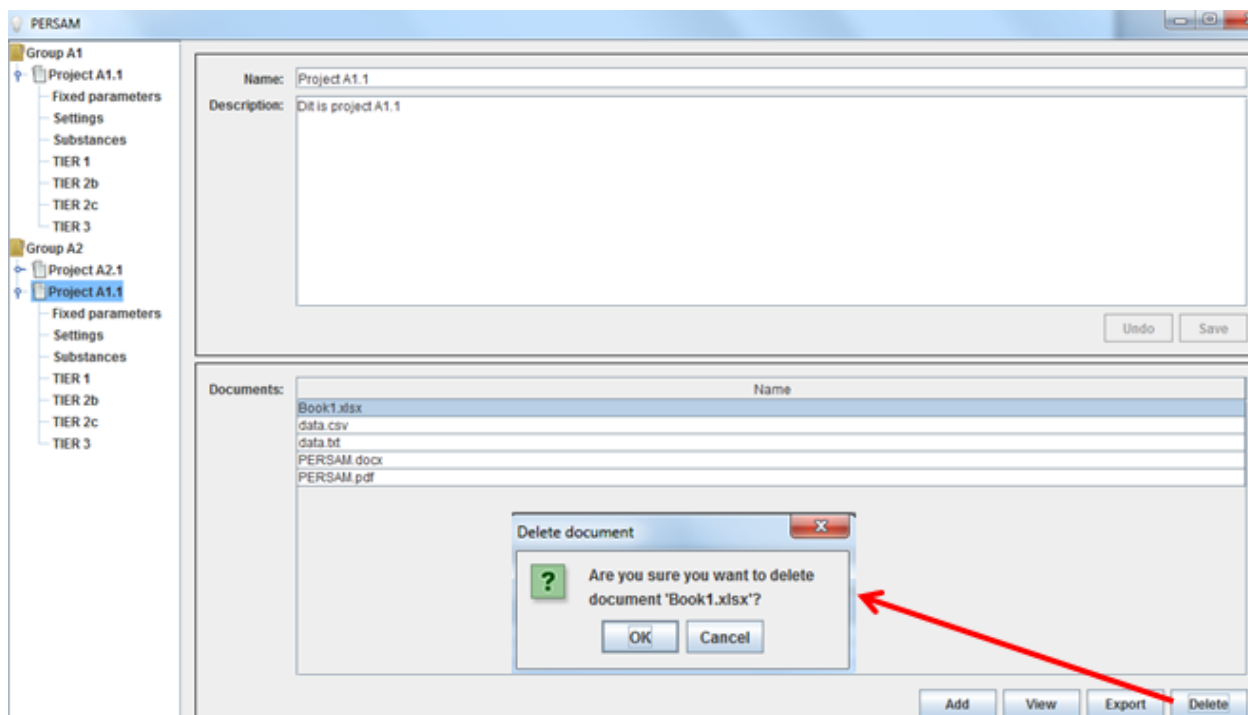 PERSAM
Group A1
Project A1.1
Fixed parameters
Settings
Substances
TIER 1
TIER 2b
TIER 2c
TIER 3
Group A2
Project A2.1
Project A1.1
Fixed parameters
Settings
Substances
TIER 1
TIER 2b
TIER 2c
TIER 3
Name: Project A1.1
Description: Dit is project A1.1
Undo Save
Documents: Name
Book1.xlsx
data.csv
data.txt
PERSAM.docx
PERSAM.pdf
Delete document
Are you sure you want to delete
document 'Book1.xlsx'?
OK Cancel
Add View Export Delete